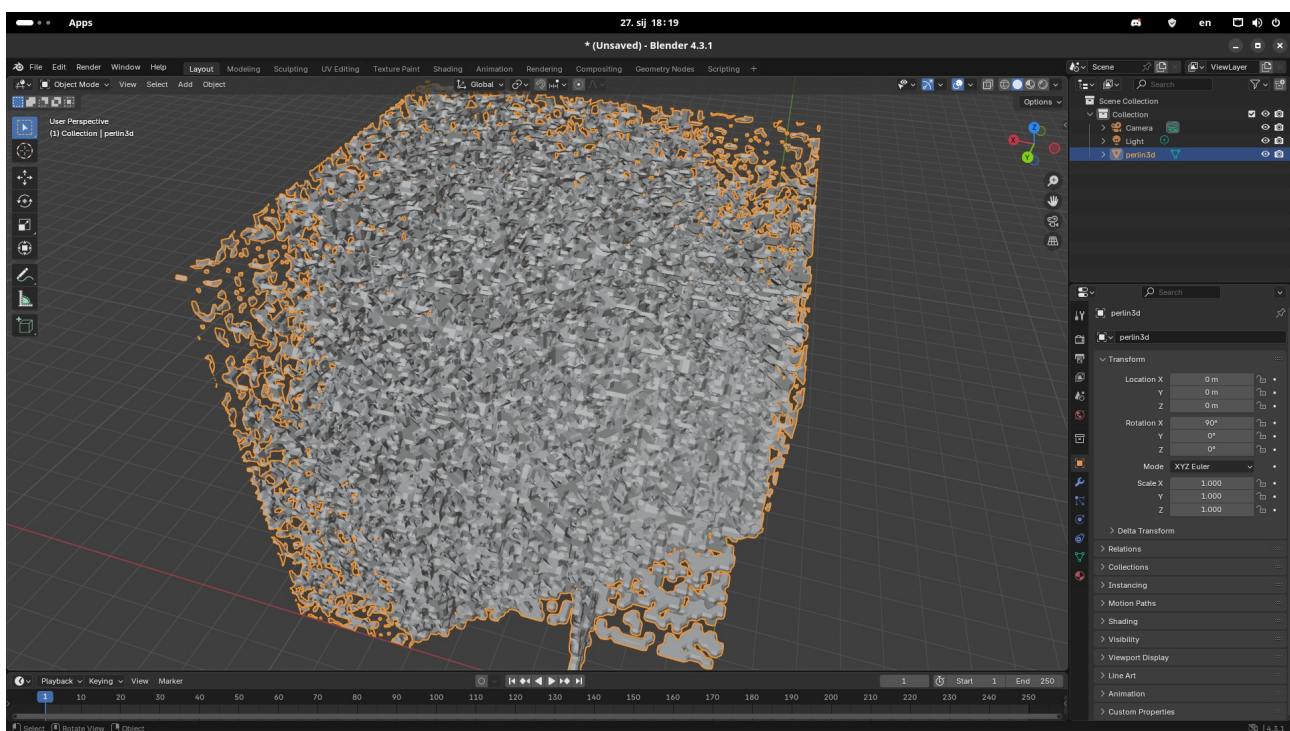 Apps
27. sij 18:19
en
* (Unsaved) - Blender 4.3.1
File Edit Render Window Help Layout Modeling Sculpting UV Editing Texture Paint Shading Animation Rendering Compositing Geometry Nodes Scripting +
Scene
ViewLayer
Object Mode View Select Add Object
Global
Search
Options
User Perspective
(1) Collection | perlin3d
X
Z
Y
Scene Collection
Collection
Camera
Light
perlin3d
Search
perlin3d
perlin3d
Transform
Location X 0 m
Y 0 m
Z 0 m
Rotation X 90°
Y 0°
Z 0°
Mode XYZ Euler
Scale X 1.000
Y 1.000
Z 1.000
Delta Transform
Relations
Collections
Instancing
Motion Paths
Shading
Visibility
Viewport Display
Line Art
Animation
Custom Properties
Playback Keying View Marker
1 Start 1 End 250
1 10 20 30 40 50 60 70 80 90 100 110 120 130 140 150 160 170 180 190 200 210 220 230 240 250
Select Rotate View Object
4.3.1